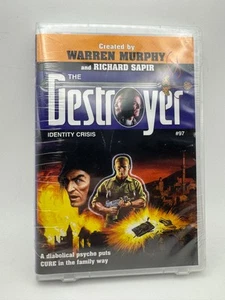 Created by
WARREN MURPHY
and RICHARD SAPIR
THE
Destroyer
IDENTITY CRISIS
#97
A diabolical psycho puts
CURE in the family way